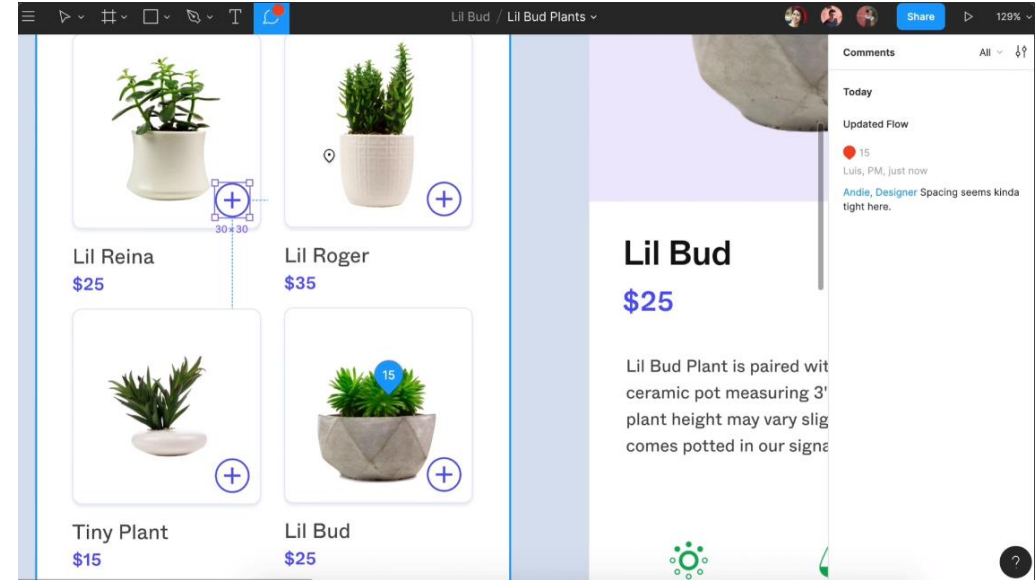 T
Lil Bud / Lil Bud Plants
Share
129%
Comments
All
Today
Updated Flow
15
Luis, PM, just now
Andie, Designer Spacing seems kinda
tight here.
30 × 30
Lil Reina
$25
Lil Roger
$35
15
Tiny Plant
$15
Lil Bud
$25
Lil Bud
$25
Lil Bud Plant is paired wit
ceramic pot measuring 3'
plant height may vary slig
comes potted in our signa
?